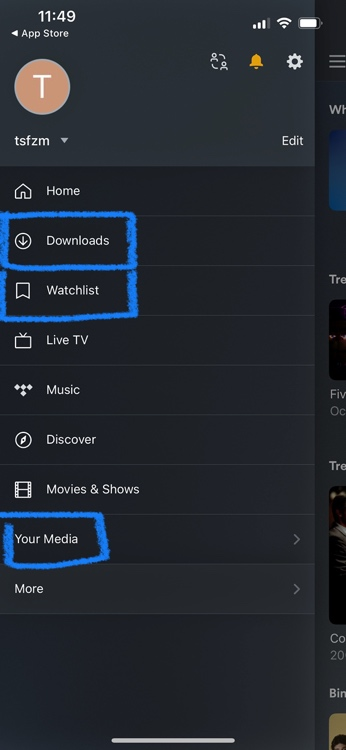 11:49
App Store
T
tsfzm
Edit
Home
Downloads
Watchlist
Live TV
Music
Discover
Movies & Shows
Your Media
More
Wh
Tre
Fiv
Oc
Tre
Co
20
Bin